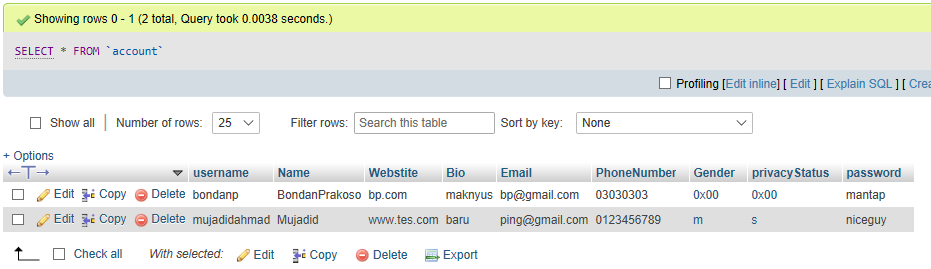 Showing rows 0 - 1 (2 total, Query took 0.0038 seconds.)
SELECT * FROM `account`
Profiling [Edit inline] [ Edit ] [ Explain SQL ] [ Crea
Show all | Number of rows: 25 Filter rows: Search this table Sort by key: None
+ Options
←T→ username Name Webstite Bio Email PhoneNumber Gender privacyStatus password
Edit Copy Delete bondanp BondanPrakoso bp.com maknyus bp@gmail.com 03030303 0x00 0x00 mantap
Edit Copy Delete mujadidahmad Mujadid www.tes.com baru ping@gmail.com 0123456789 m s niceguy
Check all With selected: Edit Copy Delete Export